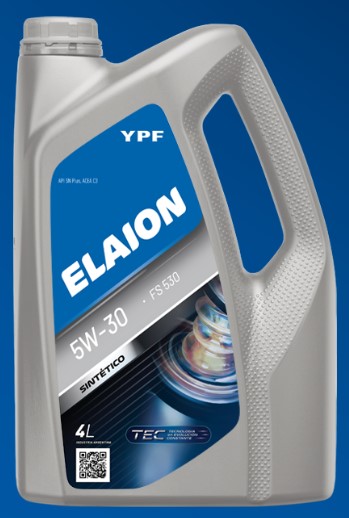 YPF
API SN Plus, ACEA C3
ELAION
5W-30 • FS 530
SINTÉTICO
4L
INDUSTRIA ARGENTINA
TEC TECNOLOGÍA
EN EVOLUCIÓN
CONSTANTE